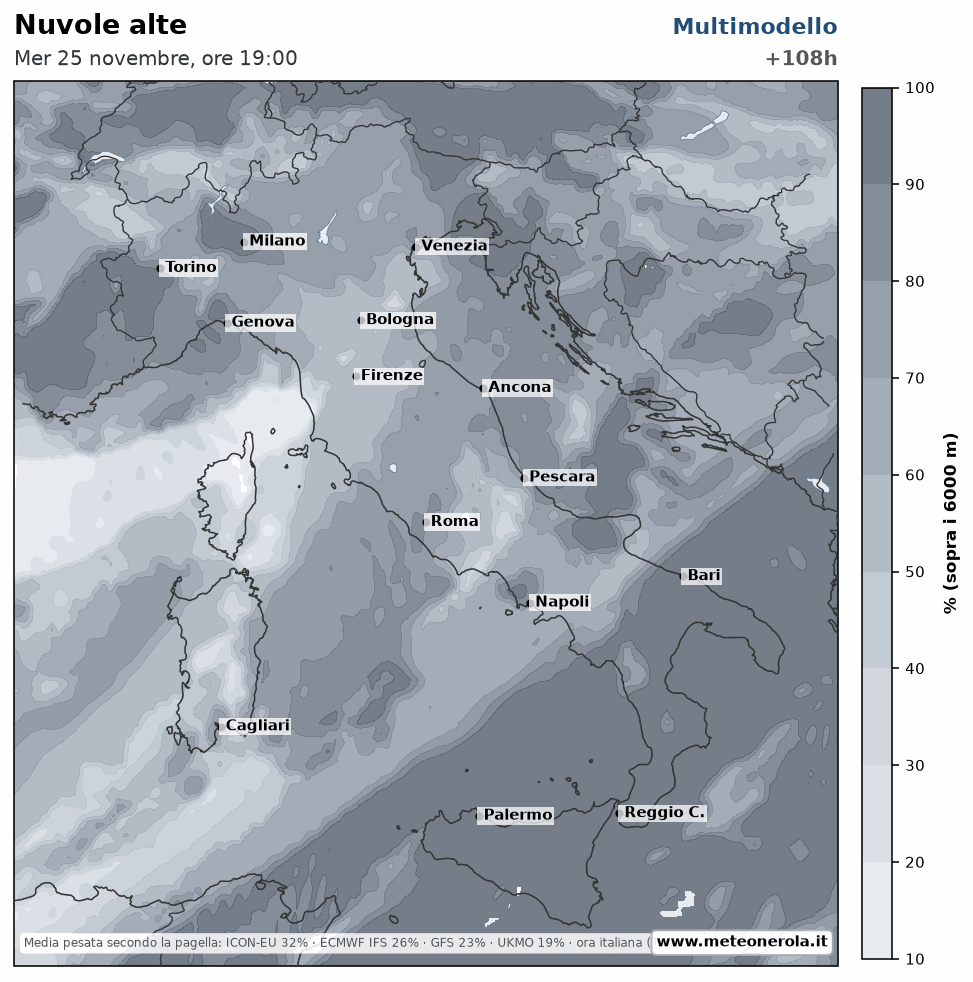 Nuvole alte
Multimodello
Mer 25 novembre, ore 19:00
+108h
100
90
80
70
60
50
40
30
20
10
% (sopra i 6000 m)
Milano
Venezia
Torino
Genova
Bologna
Firenze
Ancona
Pescara
Roma
Bari
Napoli
Cagliari
Palermo
Reggio C.
Media pesata secondo la pagella: ICON-EU 32% · ECMWF IFS 26% · GFS 23% · UKMO 19% · ora italiana (
www.meteonerola.it